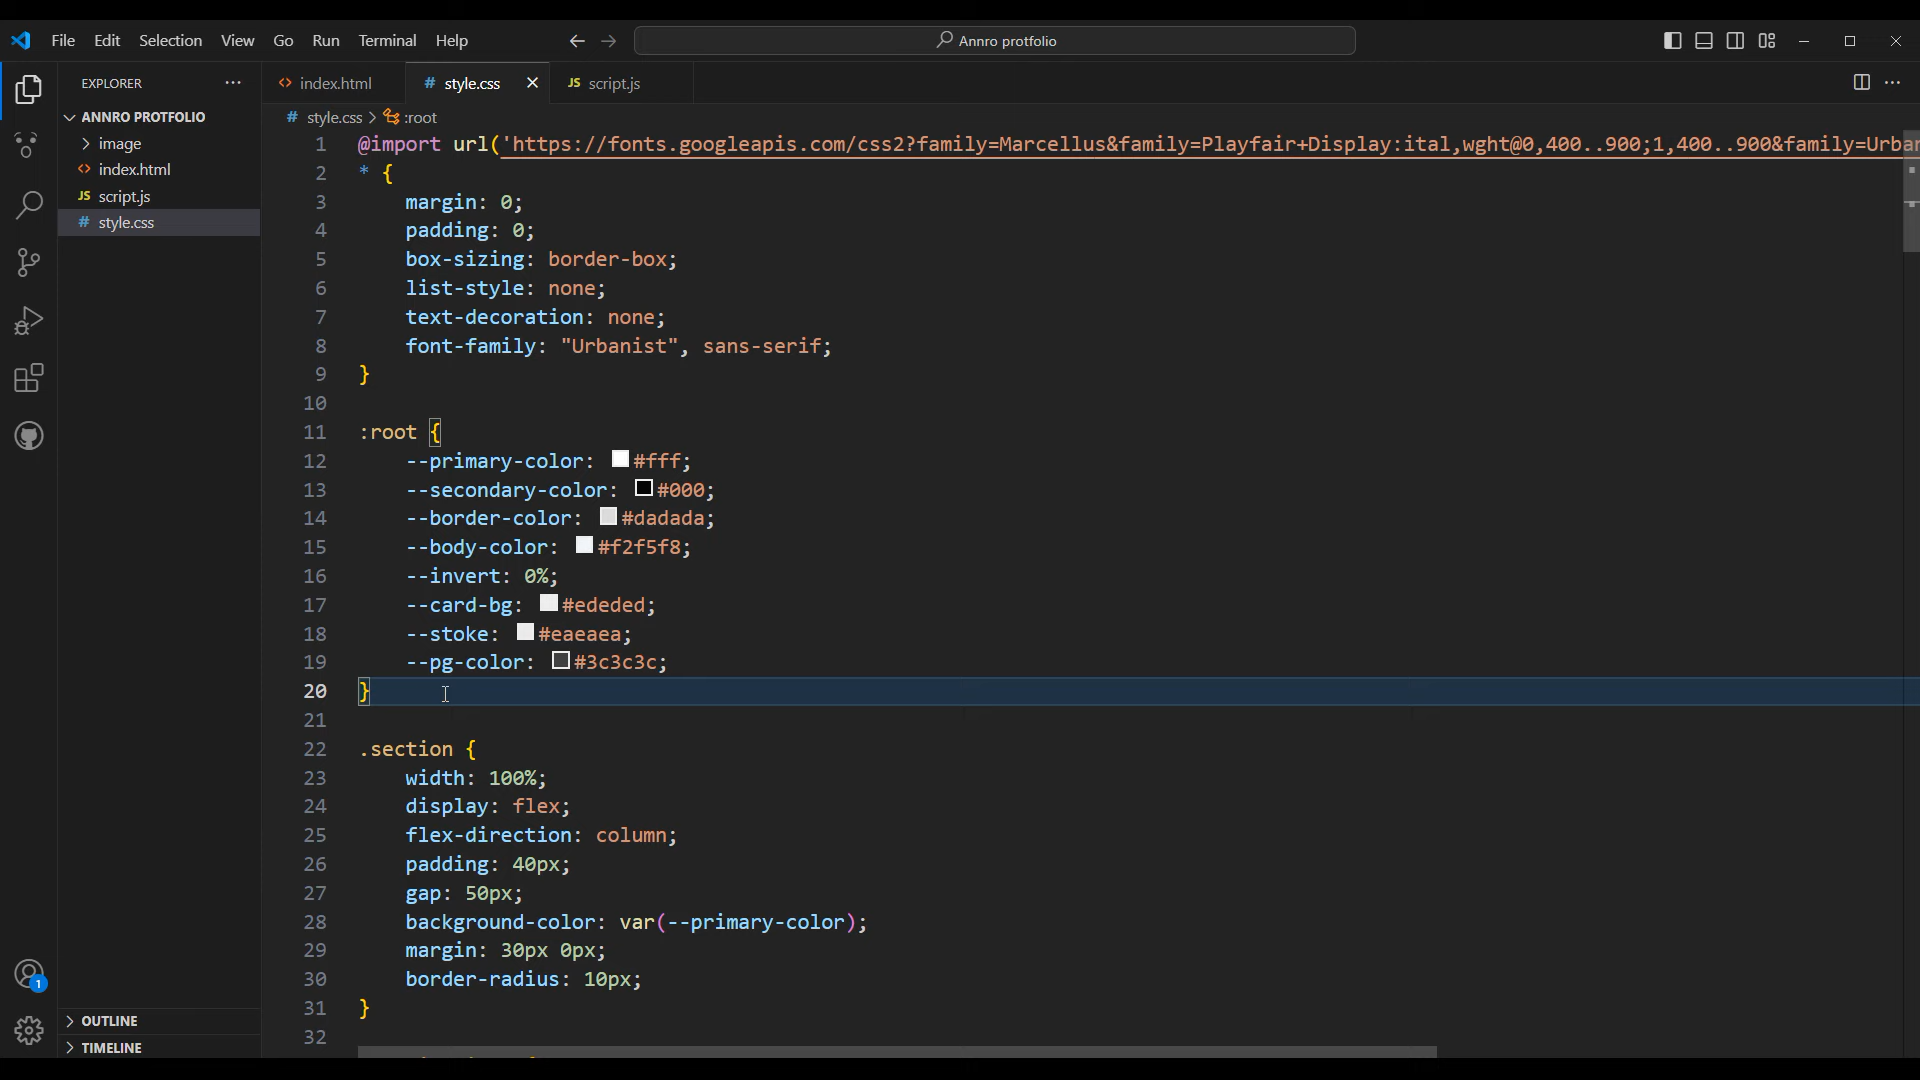 File Edit Selection View Go Run Terminal Help
Annro protfolio
EXPLORER
index.html
style.css
script.js
ANNRO PROTFOLIO
image
index.html
script.js
style.css
OUTLINE
TIMELINE
1
style.css > :root
1 @import url('https://fonts.googleapis.com/css2?family=Marcellus&family=Playfair+Display:ital,wght@0,400..900;1,400..900&family=Urban
2 * {
3 margin: 0;
4 padding: 0;
5 box-sizing: border-box;
6 list-style: none;
7 text-decoration: none;
8 font-family: "Urbanist", sans-serif;
9 }
10
11 :root {
12 --primary-color: #fff;
13 --secondary-color: #000;
14 --border-color: #dadada;
15 --body-color: #f2f5f8;
16 --invert: 0%;
17 --card-bg: #ededed;
18 --stoke: #eaeaea;
19 --pg-color: #3c3c3c;
20 }
21
22 .section {
23 width: 100%;
24 display: flex;
25 flex-direction: column;
26 padding: 40px;
27 gap: 50px;
28 background-color: var(--primary-color);
29 margin: 30px 0px;
30 border-radius: 10px;
31 }
32